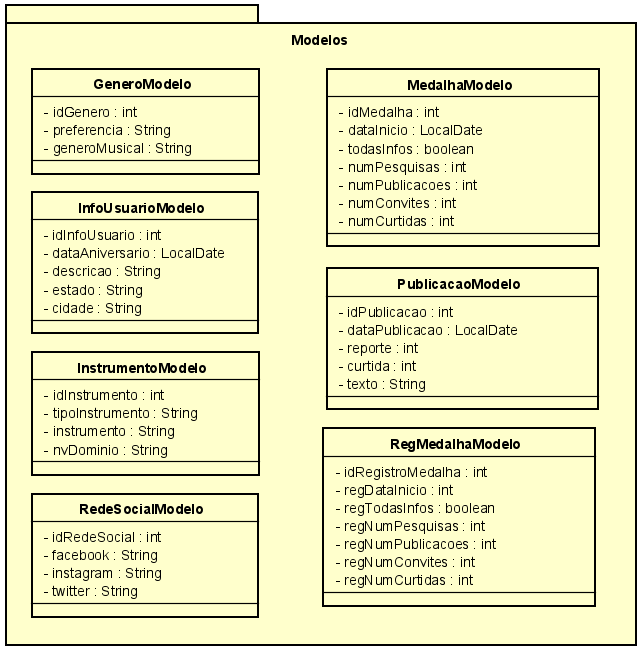 Modelos
GeneroModelo
- idGenero : int
- preferencia : String
- generoMusical : String
InfoUsuarioModelo
- idInfoUsuario : int
- dataAniversario : LocalDate
- descricao : String
- estado : String
- cidade : String
InstrumentoModelo
- idInstrumento : int
- tipoInstrumento : String
- instrumento : String
- nvDominio : String
RedeSocialModelo
- idRedeSocial : int
- facebook : String
- instagram : String
- twitter : String
MedalhaModelo
- idMedalha : int
- dataInicio : LocalDate
- todasInfos : boolean
- numPesquisas : int
- numPublicacoes : int
- numConvites : int
- numCurtidas : int
PublicacaoModelo
- idPublicacao : int
- dataPublicacao : LocalDate
- reporte : int
- curtida : int
- texto : String
RegMedalhaModelo
- idRegistroMedalha : int
- regDataInicio : int
- regTodasInfos : boolean
- regNumPesquisas : int
- regNumPublicacoes : int
- regNumConvites : int
- regNumCurtidas : int